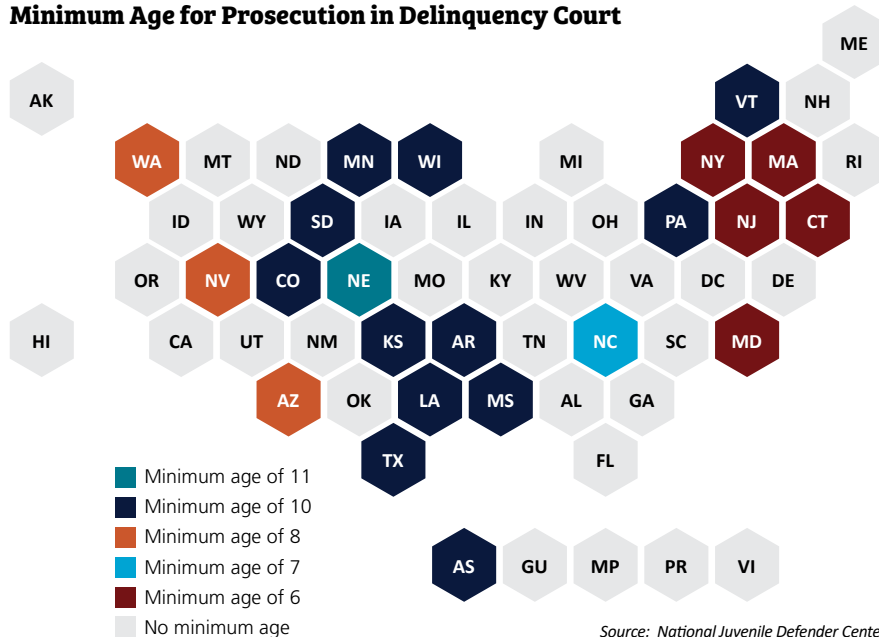 Minimum Age for Prosecution in Delinquency Court
ME
AK
VT NH
WA MT ND MN WI MI NY MA RI
ID WY SD IA IL IN OH PA NJ CT
OR NV CO NE MO KY WV VA DC DE
HI CA UT NM KS AR TN NC SC MD
AZ OK LA MS AL GA
TX FL
Minimum age of 11
Minimum age of 10
Minimum age of 8
Minimum age of 7
Minimum age of 6
No minimum age
AS GU MP PR VI
Source: National Juvenile Defender Cente